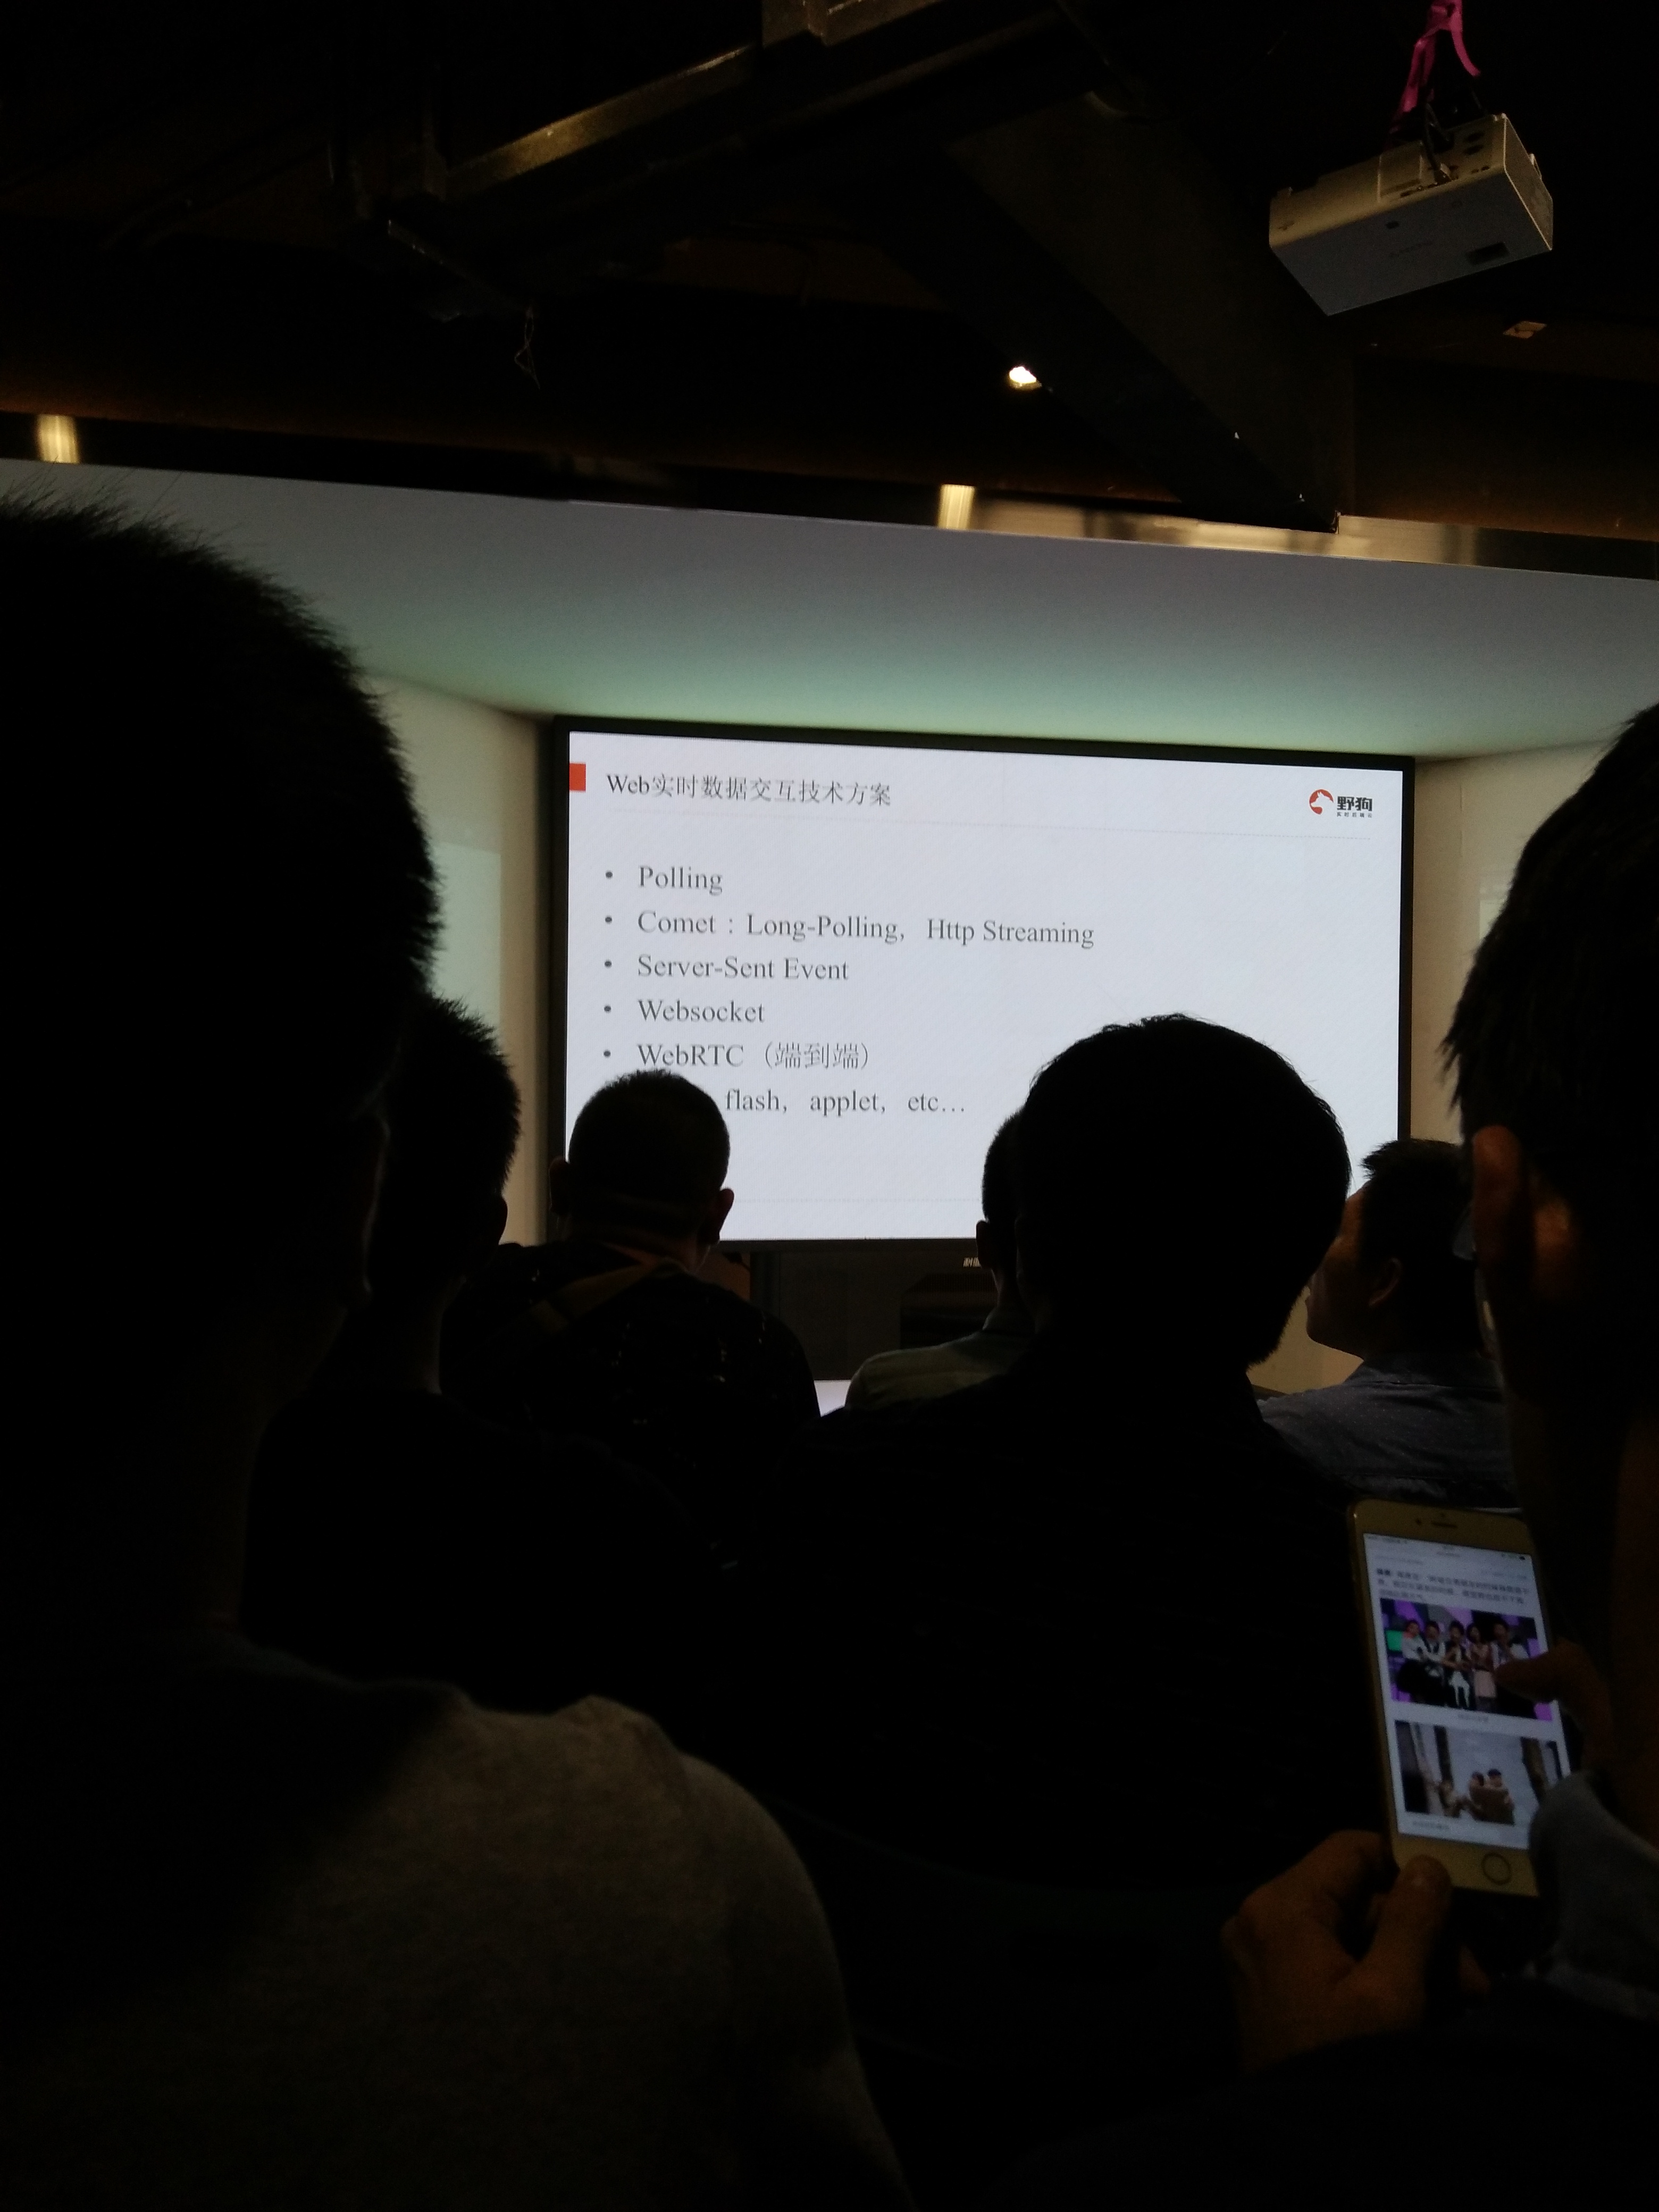 Web实时数据交互技术方案
野狗
• Polling
• Comet：Long-Polling， Http Streaming
• Server-Sent Event
• Websocket
• WebRTC（端到端）
flash， applet， etc…